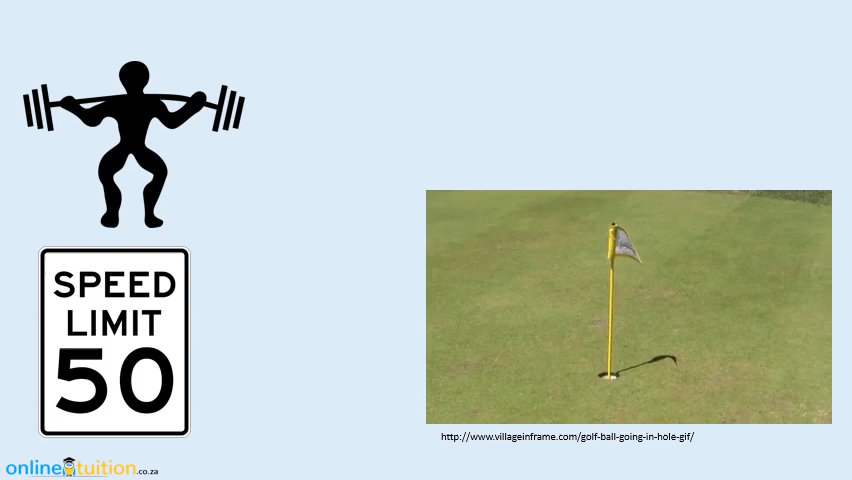 SPEED
LIMIT
50
http://www.villageinframe.com/golf-ball-going-in-hole-gif/
onlinetuition.co.za